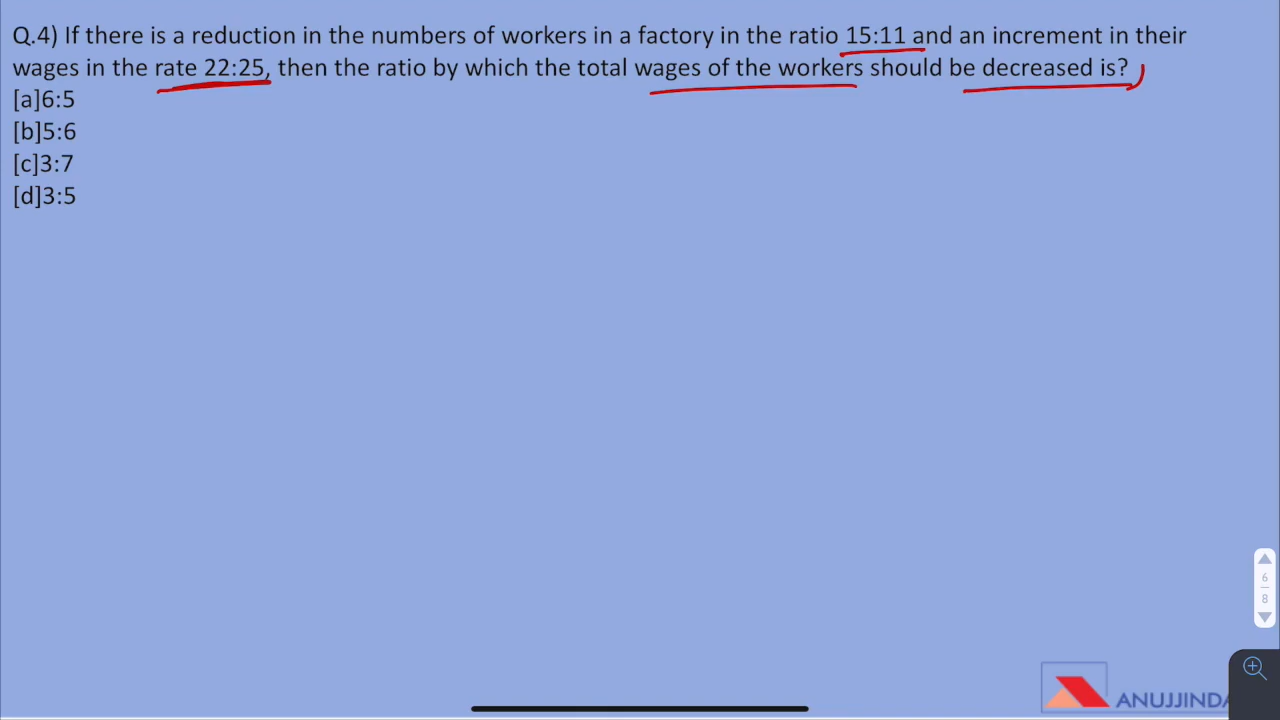 Q.4) If there is a reduction in the numbers of workers in a factory in the ratio 15:11 and an increment in their
wages in the rate 22:25, then the ratio by which the total wages of the workers should be decreased is?
[a]6:5
[b]5:6
[c]3:7
[d]3:5
6
8
ANUJJINDA